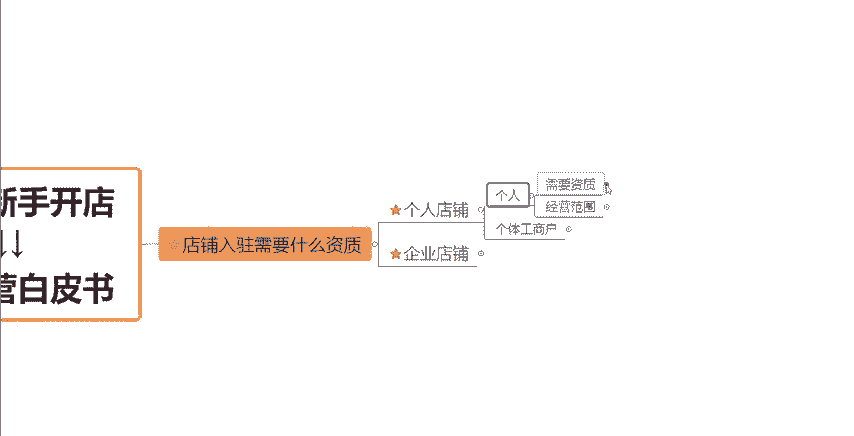 新手开店
↓↓
营白皮书
店铺入驻需要什么资质
个人店铺
企业店铺
个人
个体工商户
需要资质
经营范围